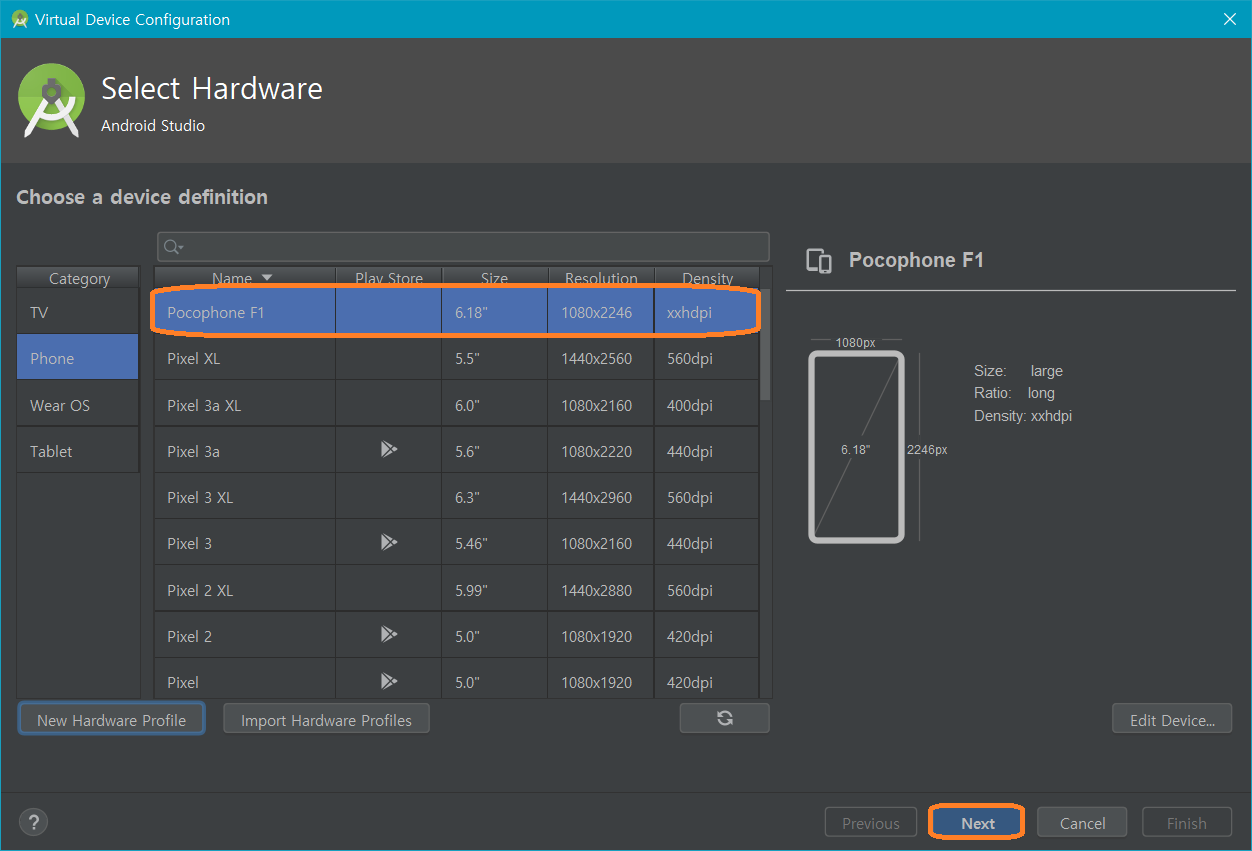 Virtual Device Configuration
Select Hardware
Android Studio
Choose a device definition
Category
TV
Phone
Wear OS
Tablet
Name Play Store Size Resolution Density
Pocophone F1 6.18" 1080x2246 xxhdpi
Pixel XL 5.5" 1440x2560 560dpi
Pixel 3a XL 6.0" 1080x2160 400dpi
Pixel 3a 5.6" 1080x2220 440dpi
Pixel 3 XL 6.3" 1440x2960 560dpi
Pixel 3 5.46" 1080x2160 440dpi
Pixel 2 XL 5.99" 1440x2880 560dpi
Pixel 2 5.0" 1080x1920 420dpi
Pixel 5.0" 1080x1920 420dpi
Pocophone F1
1080px
6.18"
2246px
Size: large
Ratio: long
Density: xxhdpi
New Hardware Profile Import Hardware Profiles Edit Device...
? Previous Next Cancel Finish